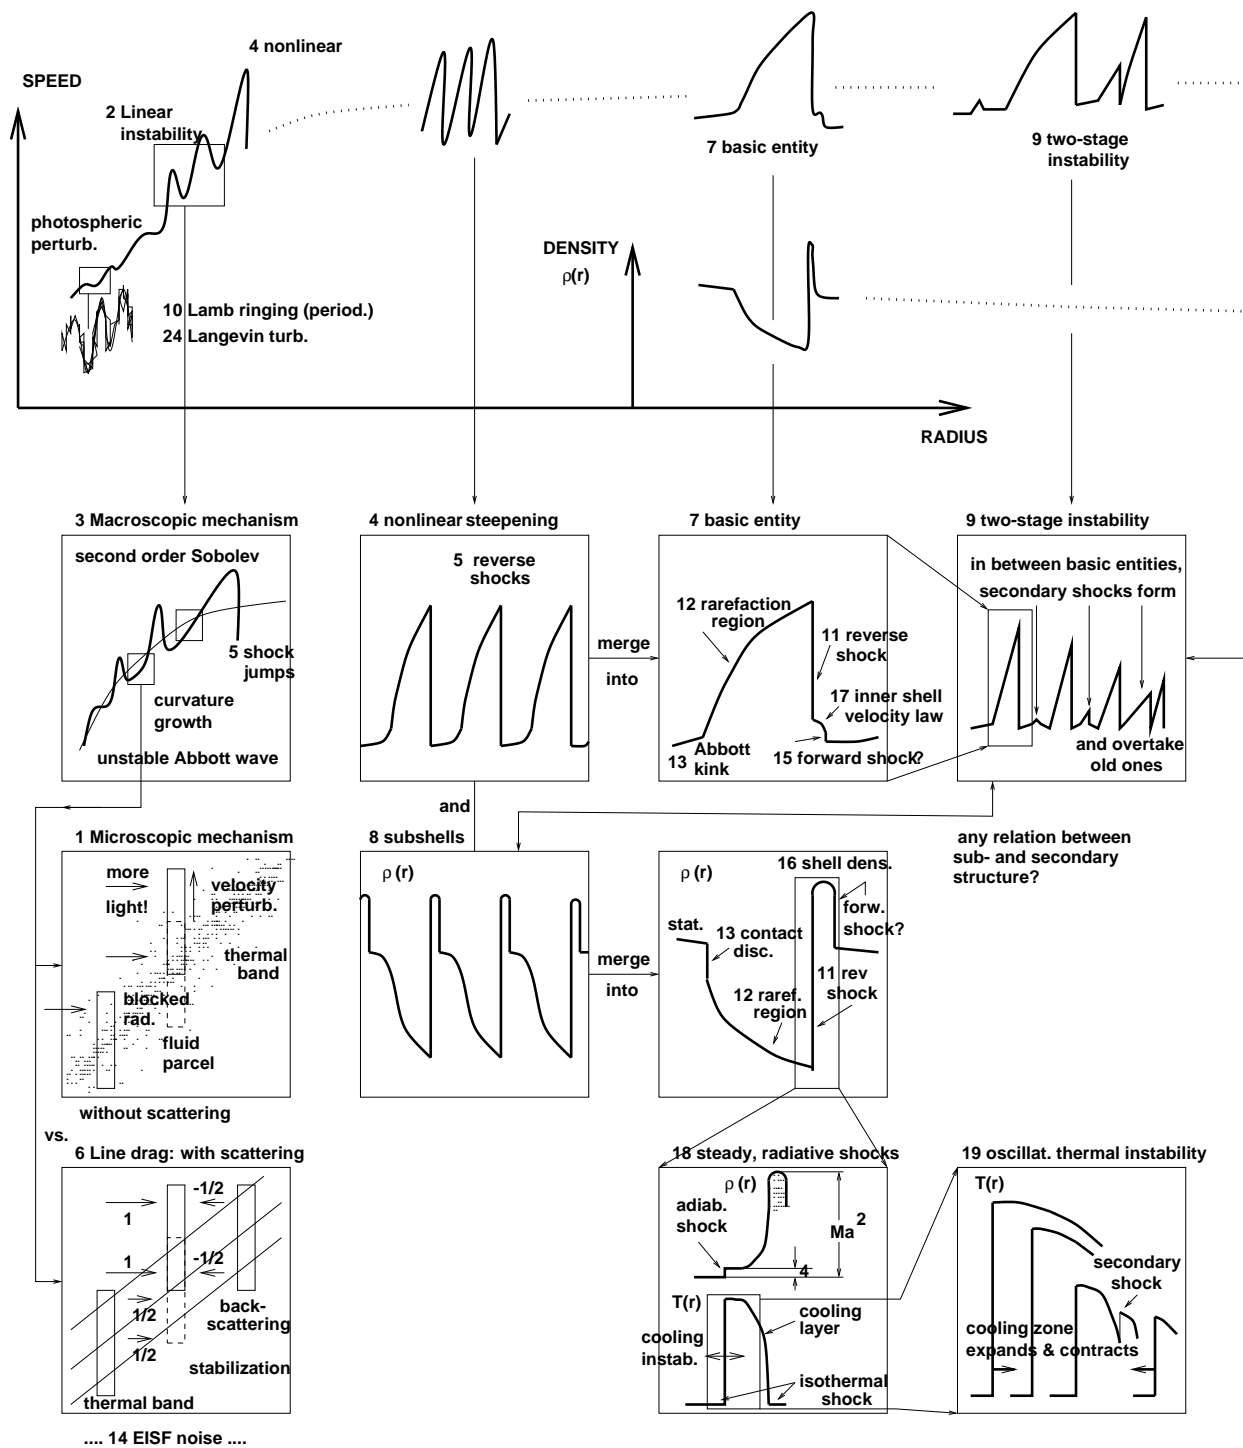 4 nonlinear
SPEED
2 Linear
instability
7 basic entity
9 two-stage
instability
photospheric
perturb.
DENSITY
ρ(r)
10 Lamb ringing (period.)
24 Langevin turb.
RADIUS
3 Macroscopic mechanism
second order Sobolev
5 shock
jumps
curvature
growth
unstable Abbott wave
4 nonlinear steepening
5 reverse
shocks
merge
into
7 basic entity
12 rarefaction
region
11 reverse
shock
17 inner shell
velocity law
13 Abbott
kink
15 forward shock?
9 two-stage instability
in between basic entities,
secondary shocks form
and overtake
old ones
and
1 Microscopic mechanism
more
light!
velocity
perturb.
thermal
band
blocked
rad.
fluid
parcel
without scattering
8 subshells
ρ(r)
merge
into
ρ(r)
16 shell dens.
stat.
13 contact
disc.
forw.
shock?
11 rev
shock
12 raref.
region
any relation between
sub- and secondary
structure?
vs.
6 Line drag: with scattering
-1/2
1
1
-1/2
1/2
1/2
back-
scattering
stabilization
thermal band
.... 14 EISF noise ....
18 steady, radiative shocks
ρ(r)
adiab.
shock
Ma 2
4
T(r)
cooling
layer
cooling
instab.
isothermal
shock
19 oscillat. thermal instability
T(r)
secondary
shock
cooling zone
expands & contracts